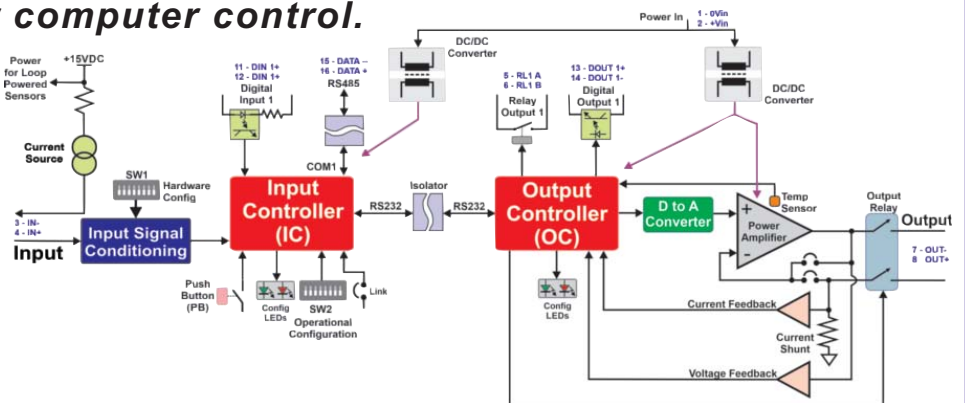 computer control.
Power In
1 - 0Vin
2 - +Vin
DC/DC
Converter
DC/DC
Converter
Power
for Loop
Powered
Sensors
+15VDC
11 - DIN 1+
12 - DIN 1+
Digital
Input 1
15 - DATA –
16 - DATA +
RS485
5 - RL1 A
6 - RL1 B
Relay
Output 1
13 - DOUT 1+
14 - DOUT 1-
Digital
Output 1
Current
Source
SW1
Hardware
Config
COM1
3 - IN-
4 - IN+
Input
Input Signal
Conditioning
Input
Controller
(IC)
RS232
Isolator
RS232
Output
Controller
(OC)
D to A
Converter
+
Power
Amplifier
-
Temp
Sensor
Output
Relay
Output
7 - OUT-
8 OUT+
Push
Button
(PB)
Config
LEDs
SW2
Operational
Configuration
Link
Config
LEDs
Current Feedback
Current
Shunt
Voltage Feedback